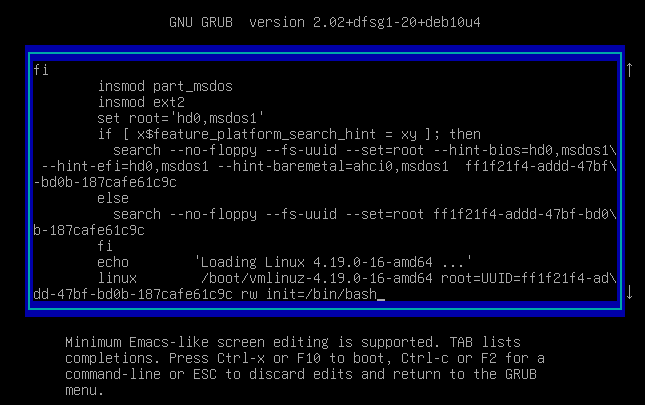 GNU GRUB  version 2.02+dfsg1-20+deb10u4
fi
        insmod part_msdos
        insmod ext2
        set root='hd0,msdos1'
        if [ x$feature_platform_search_hint = xy ]; then
          search --no-floppy --fs-uuid --set=root --hint-bios=hd0,msdos1\
 --hint-efi=hd0,msdos1 --hint-baremetal=ahci0,msdos1  ff1f21f4-addd-47bf\
-bd0b-187cafe61c9c
        else
          search --no-floppy --fs-uuid --set=root ff1f21f4-addd-47bf-bd0\
b-187cafe61c9c
        fi
        echo        'Loading Linux 4.19.0-16-amd64 ...'
        linux        /boot/vmlinuz-4.19.0-16-amd64 root=UUID=ff1f21f4-ad\
dd-47bf-bd0b-187cafe61c9c rw init=/bin/bash_
Minimum Emacs-like screen editing is supported. TAB lists
completions. Press Ctrl-x or F10 to boot, Ctrl-c or F2 for a
command-line or ESC to discard edits and return to the GRUB
menu.